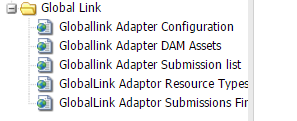 Global Link
Globallink Adapter Configuration
Globallink Adapter DAM Assets
Globallink Adapter Submission list
GlobalLink Adaptor Resource Types
GlobalLink Adaptor Submissions Fir